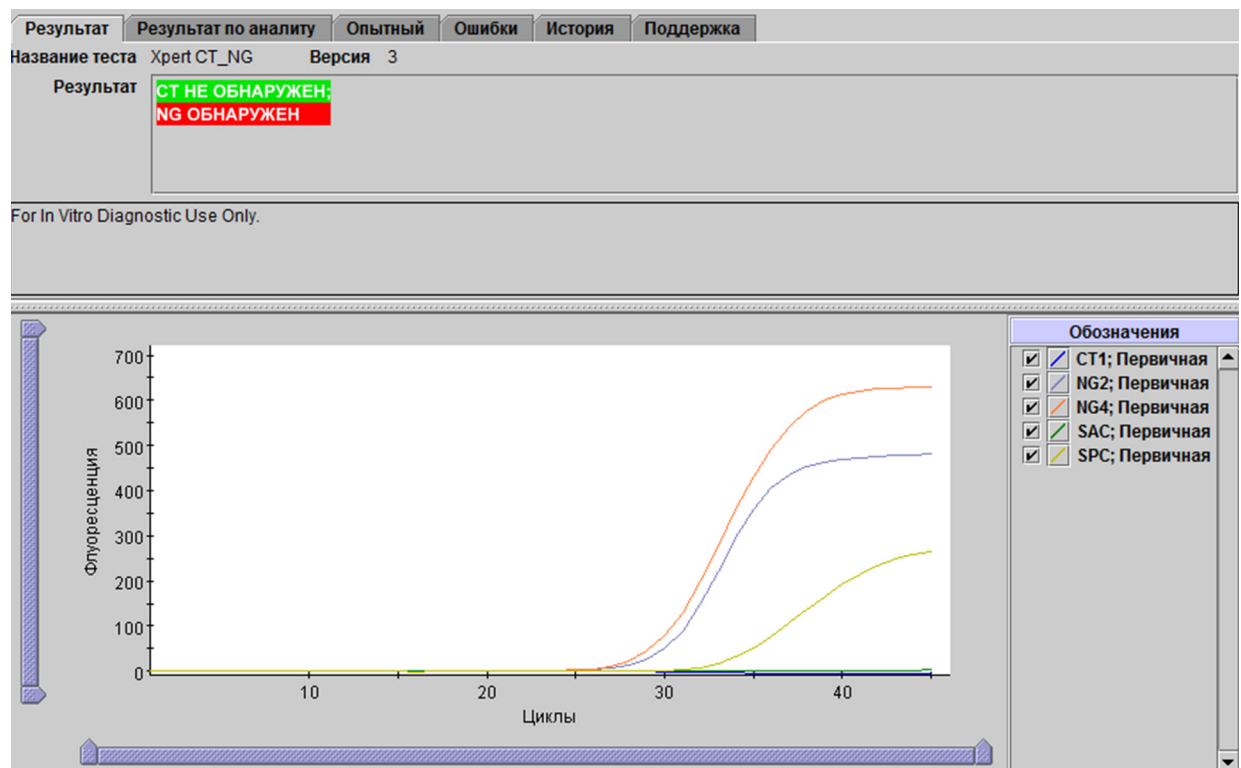 Результат Результат по аналиту Опытный Ошибки История Поддержка
Название теста Xpert CT_NG Версия 3
Результат
CT НЕ ОБНАРУЖЕН;
NG ОБНАРУЖЕН
For In Vitro Diagnostic Use Only.
Обозначения
CT1; Первичная
NG2; Первичная
NG4; Первичная
SAC; Первичная
SPC; Первичная
Флуоресценция
700
600
500
400
300
200
100
0
10 20 30 40
Циклы